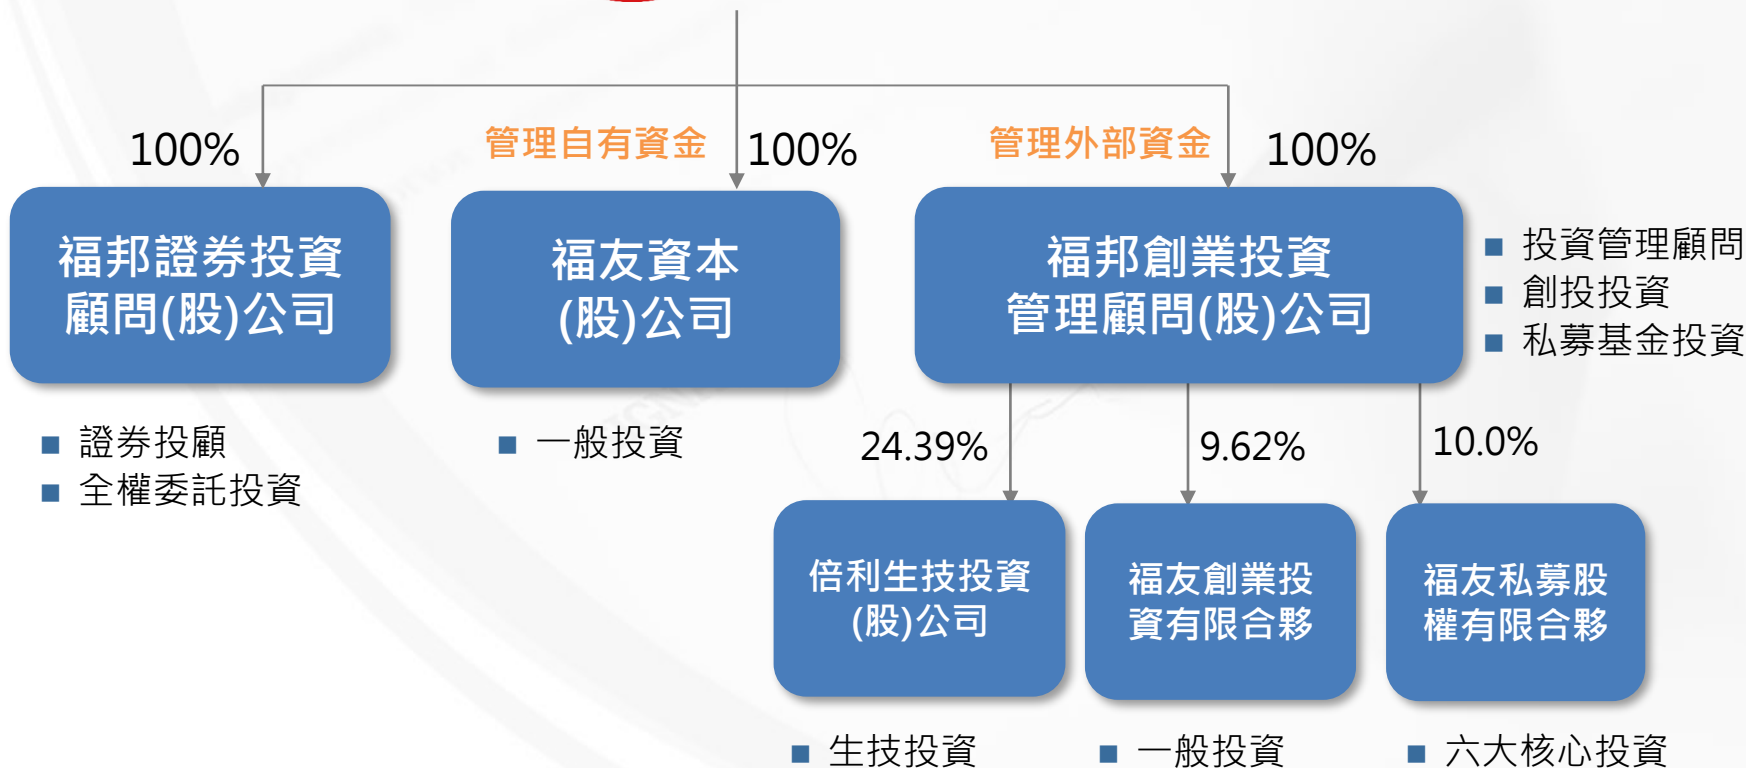 100%
管理自有資金
100%
管理外部資金
100%
福邦證券投資
顧問(股)公司
福友資本
(股)公司
福邦創業投資
管理顧問(股)公司
■ 投資管理顧問
■ 創投投資
■ 私募基金投資
■ 證券投顧
■ 全權委託投資
■ 一般投資
24.39%
9.62%
10.0%
倍利生技投資
(股)公司
福友創業投
資有限合夥
福友私募股
權有限合夥
■ 生技投資
■ 一般投資
■ 六大核心投資